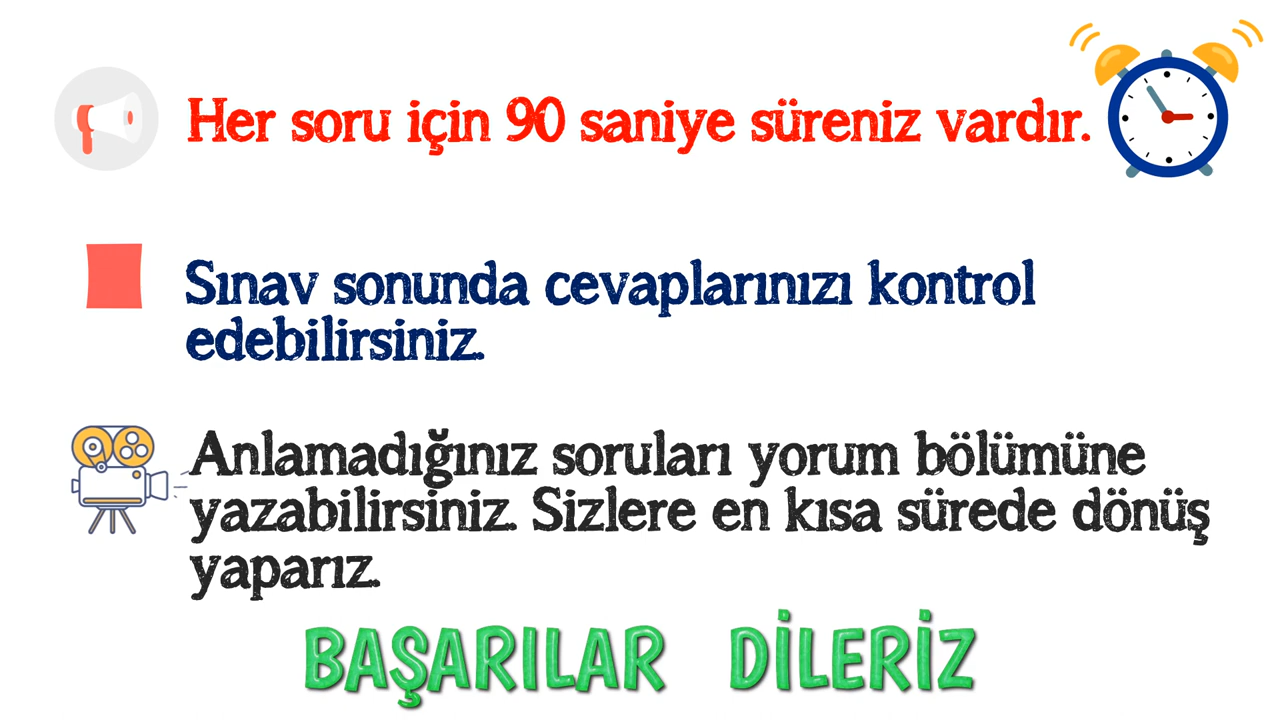 Her soru için 90 saniye süreniz vardır.
Sınav sonunda cevaplarınızı kontrol
edebilirsiniz.
Anlamadığınız soruları yorum bölümüne
yazabilirsiniz. Sizlere en kısa sürede dönüş
yaparız.
BAŞARILAR DİLERİZ